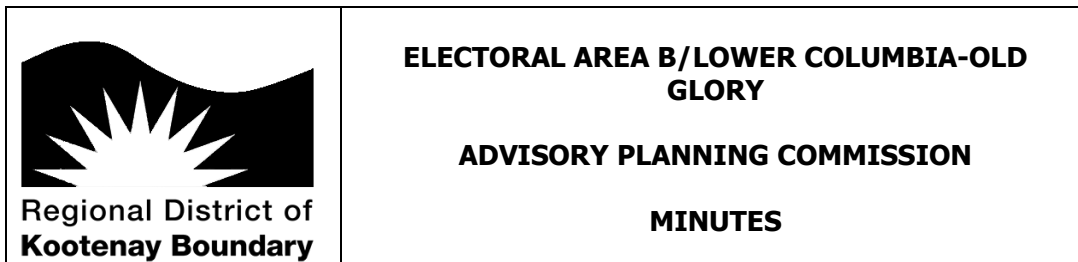 Regional District of
Kootenay Boundary
ELECTORAL AREA B/LOWER COLUMBIA-OLD
GLORY
ADVISORY PLANNING COMMISSION
MINUTES